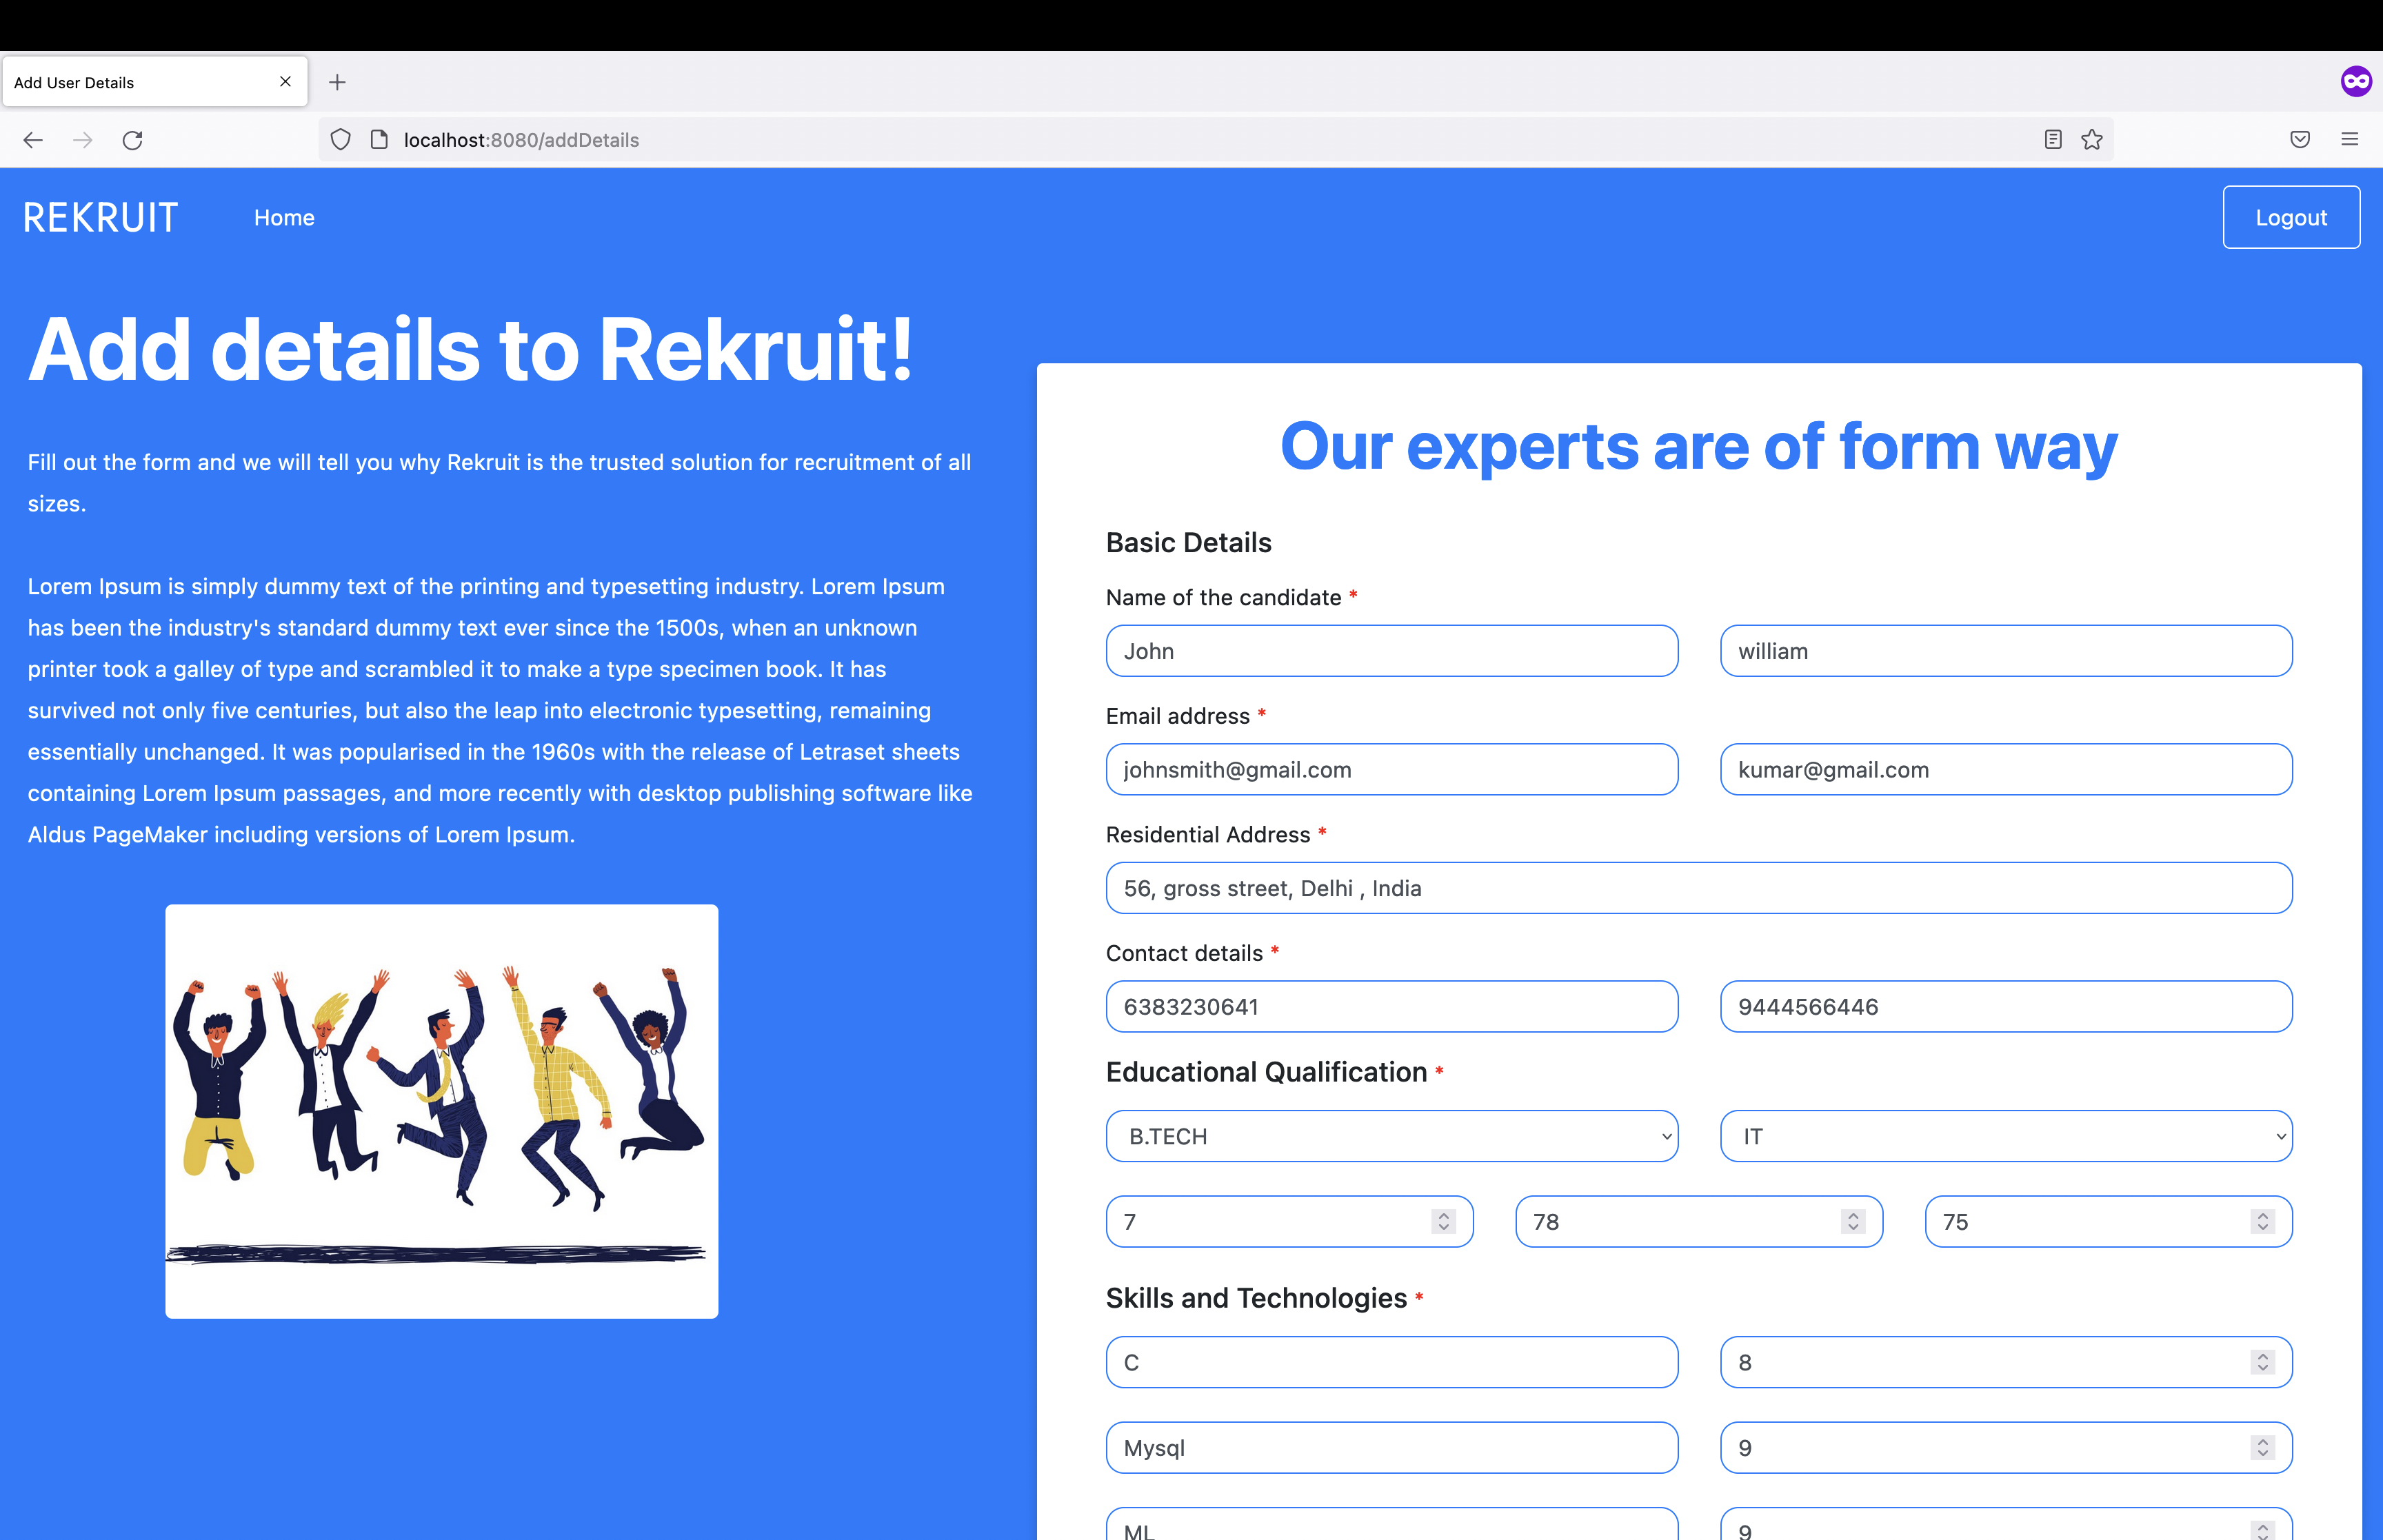 Add User Details
localhost:8080/addDetails
REKRUIT Home Logout
Add details to Rekruit!
Fill out the form and we will tell you why Rekruit is the trusted solution for recruitment of all
sizes.
Lorem Ipsum is simply dummy text of the printing and typesetting industry. Lorem Ipsum
has been the industry's standard dummy text ever since the 1500s, when an unknown
printer took a galley of type and scrambled it to make a type specimen book. It has
survived not only five centuries, but also the leap into electronic typesetting, remaining
essentially unchanged. It was popularised in the 1960s with the release of Letraset sheets
containing Lorem Ipsum passages, and more recently with desktop publishing software like
Aldus PageMaker including versions of Lorem Ipsum.
Our experts are of form way
Basic Details
Name of the candidate *
John william
Email address *
johnsmith@gmail.com kumar@gmail.com
Residential Address *
56, gross street, Delhi , India
Contact details *
6383230641 9444566446
Educational Qualification *
B.TECH IT
7 78 75
Skills and Technologies *
C 8
Mysql 9
ML 9